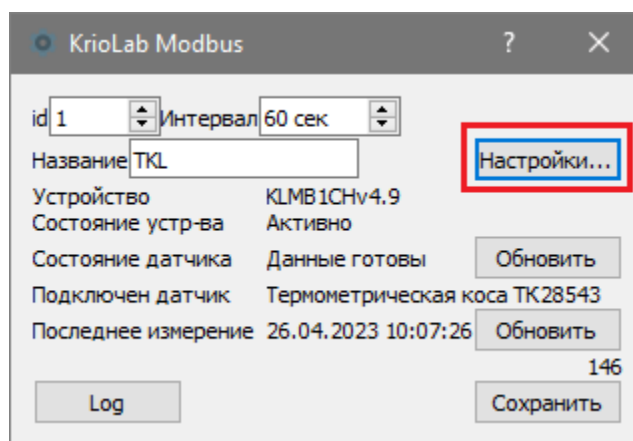 KrioLab Modbus ?
id 1 Интервал 60 сек
Название TKL Настройки...
Устройство KLMB1CHv4.9
Состояние устр-ва Активно
Состояние датчика Данные готовы Обновить
Подключен датчик Термометрическая коса TK28543
Последнее измерение 26.04.2023 10:07:26 Обновить
146
Log Сохранить